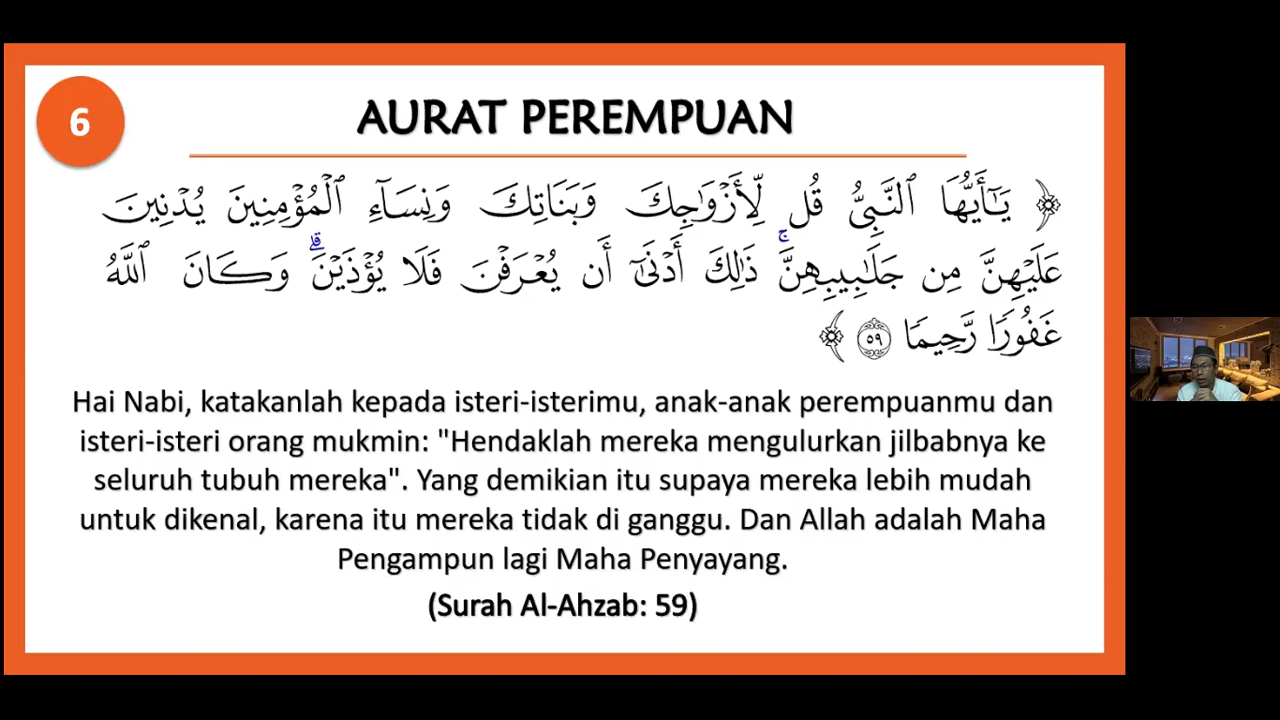 6
AURAT PEREMPUAN
﴿ يَـٰٓأَيُّهَا ٱلنَّبِىُّ قُل لِّأَزْوَٰجِكَ وَبَنَاتِكَ وَنِسَآءِ ٱلْمُؤْمِنِينَ يُدْنِينَ
عَلَيْهِنَّ مِن جَلَـٰبِيبِهِنَّ ۚ ذَٰلِكَ أَدْنَىٰٓ أَن يُعْرَفْنَ فَلَا يُؤْذَيْنَ ۗ وَكَانَ ٱللَّهُ
غَفُورًا رَّحِيمًا ٥٩ ﴾
Hai Nabi, katakanlah kepada isteri-isterimu, anak-anak perempuanmu dan
isteri-isteri orang mukmin: "Hendaklah mereka mengulurkan jilbabnya ke
seluruh tubuh mereka". Yang demikian itu supaya mereka lebih mudah
untuk dikenal, karena itu mereka tidak di ganggu. Dan Allah adalah Maha
Pengampun lagi Maha Penyayang.
(Surah Al-Ahzab: 59)